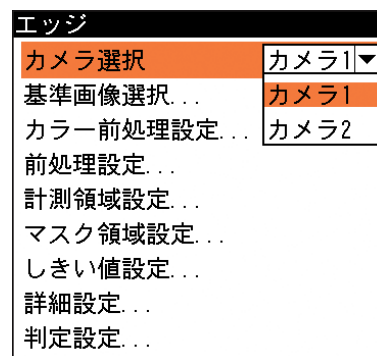 エッジ
カメラ選択 カメラ1
基準画像選択... カメラ1
カラー前処理設定... カメラ2
前処理設定...
計測領域設定...
マスク領域設定...
しきい値設定...
詳細設定...
判定設定...